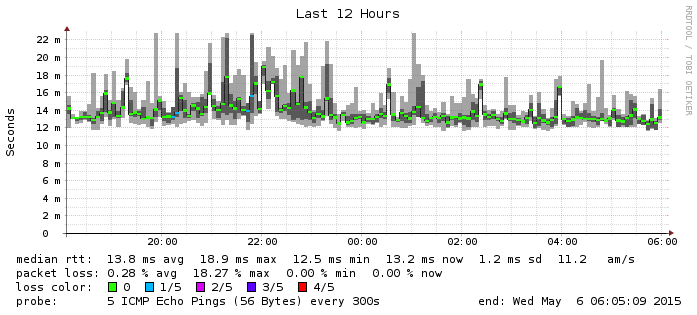 Last 12 Hours
RRDTOOL / TOBI OETIKER
Seconds
22 m
20 m
18 m
16 m
14 m
12 m
10 m
8 m
6 m
4 m
2 m
0
20:00 22:00 00:00 02:00 04:00 06:00
median rtt: 13.8 ms avg 18.9 ms max 12.5 ms min 13.2 ms now 1.2 ms sd 11.2 am/s
packet loss: 0.28 % avg 18.27 % max 0.00 % min 0.00 % now
loss color: 0 1/5 2/5 3/5 4/5
probe: 5 ICMP Echo Pings (56 Bytes) every 300s end: Wed May 6 06:05:09 2015